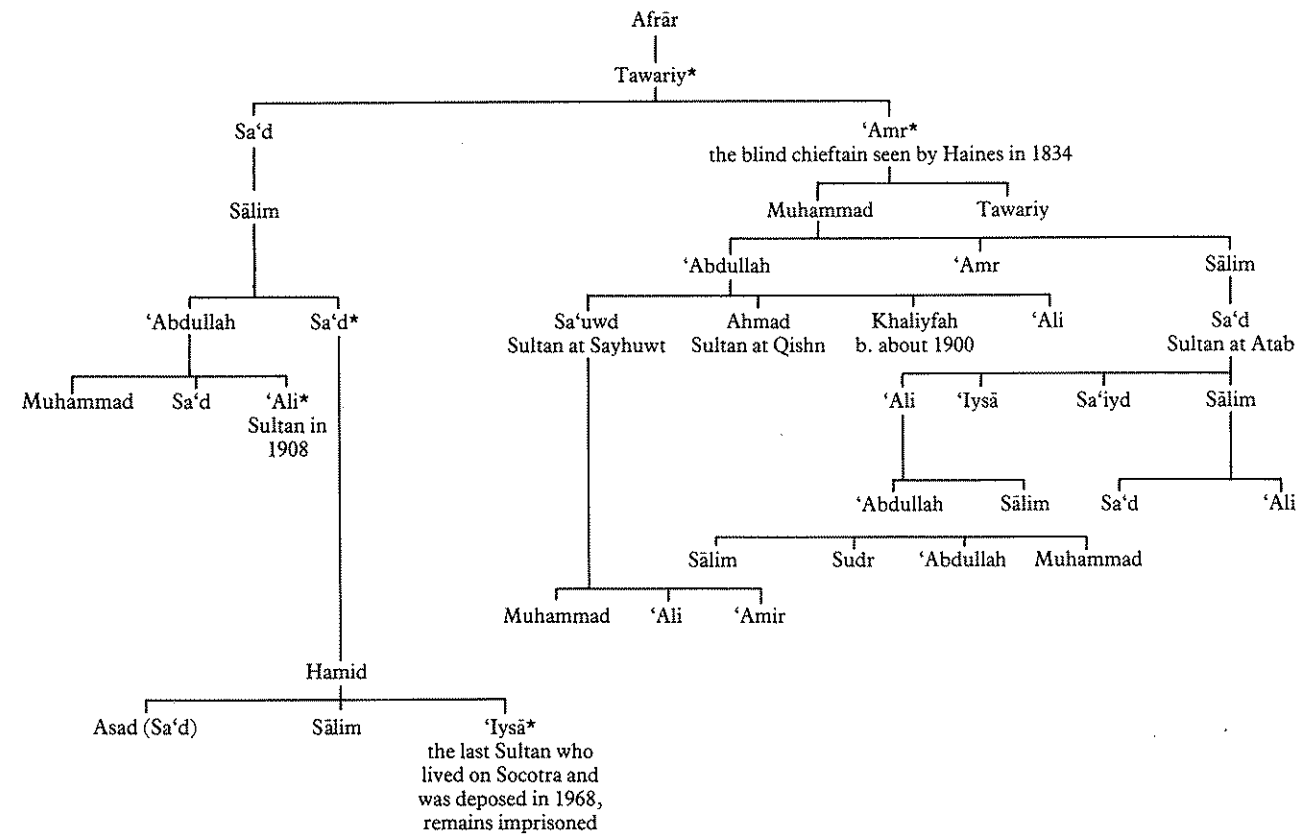 Afrār
Tawariy*
Sa‘d
‘Amr*
the blind chieftain seen by Haines in 1834
Sālim
Muhammad
Tawariy
‘Abdullah
‘Amr
Sālim
‘Abdullah
Sa‘d*
Sa‘uwd
Sultan at Sayhuwt
Ahmad
Sultan at Qishn
Khaliyfah
b. about 1900
‘Ali
Sa‘d
Sultan at Atab
Muhammad
Sa‘d
‘Ali*
Sultan in
1908
‘Ali
‘Iysā
Sa‘iyd
Sālim
‘Abdullah
Sālim
Sa‘d
‘Ali
Sālim
Sudr
‘Abdullah
Muhammad
Muhammad
‘Ali
‘Amir
Hamid
Asad (Sa‘d)
Sālim
‘Iysā*
the last Sultan who
lived on Socotra and
was deposed in 1968,
remains imprisoned